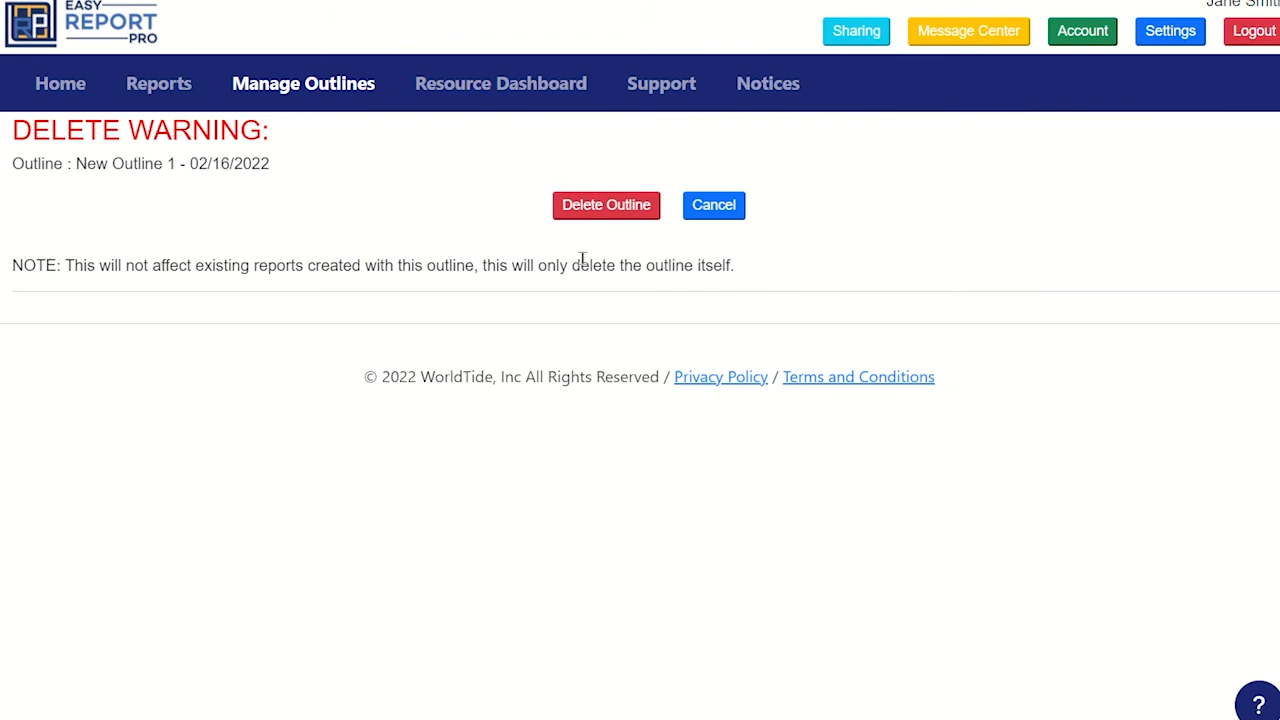 EASY
REPORT
PRO
Jane Smith
Sharing
Message Center
Account
Settings
Logout
Home
Reports
Manage Outlines
Resource Dashboard
Support
Notices
DELETE WARNING:
Outline : New Outline 1 - 02/16/2022
Delete Outline
Cancel
NOTE: This will not affect existing reports created with this outline, this will only delete the outline itself.
© 2022 WorldTide, Inc All Rights Reserved / Privacy Policy / Terms and Conditions
?